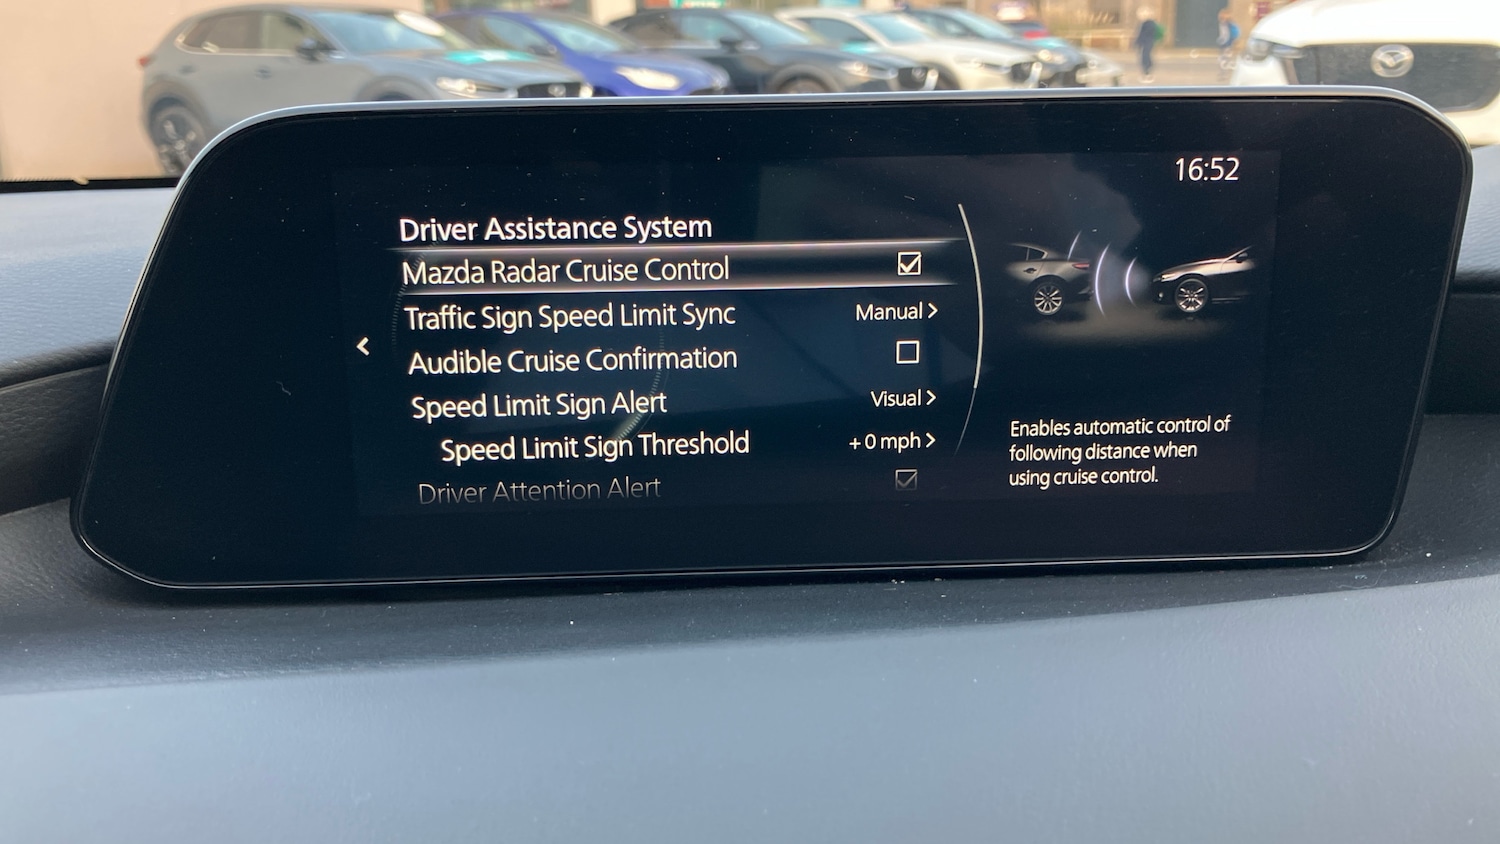 16:52
Driver Assistance System
Mazda Radar Cruise Control
Traffic Sign Speed Limit Sync Manual >
Audible Cruise Confirmation
Speed Limit Sign Alert Visual >
Speed Limit Sign Threshold +0 mph >
Driver Attention Alert
Enables automatic control of
following distance when
using cruise control.